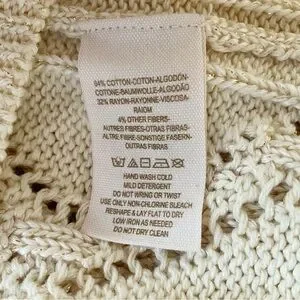 64% COTTON-COTON-ALGODÓN-
COTONE-BAUMWOLLE-ALGODÃO
32% RAYON-RAYONNE-VISCOSA-
RAIOM
4% OTHER FIBERS-
AUTRES FIBRES-OTRAS FIBRAS-
ALTRE FIBRE-SONSTIGE FASERN-
OUTRAS FIBRAS
HAND WASH COLD
MILD DETERGENT
DO NOT WRING OR TWIST
USE ONLY NON-CHLORINE BLEACH
RESHAPE & LAY FLAT TO DRY
LOW IRON AS NEEDED
DO NOT DRY CLEAN